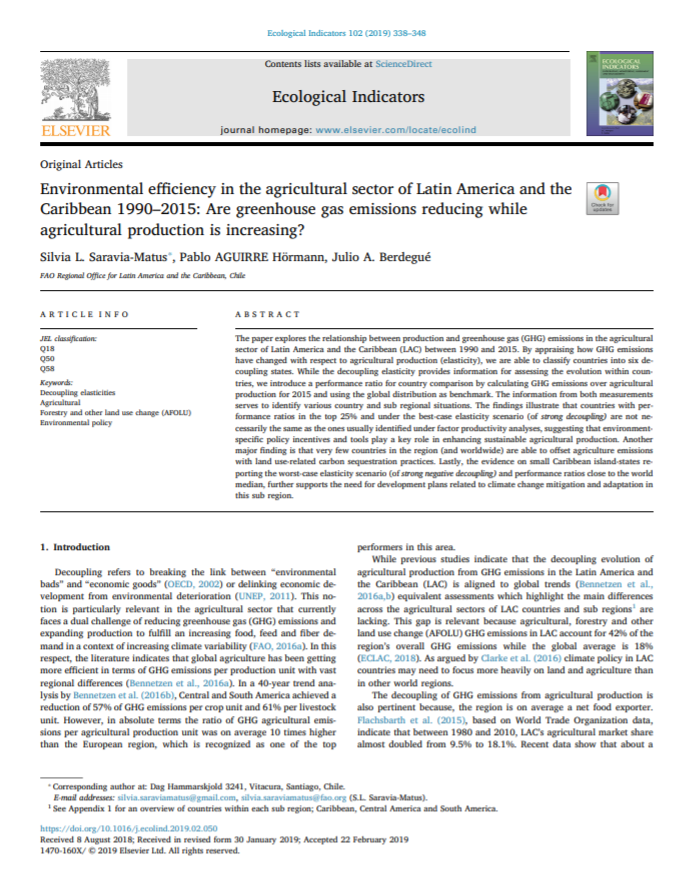 Ecological Indicators 102 (2019) 338–348
Contents lists available at ScienceDirect
Ecological Indicators
journal homepage: www.elsevier.com/locate/ecolind
ELSEVIER
ECOLOGICAL
INDICATORS
Original Articles
Environmental efficiency in the agricultural sector of Latin America and the
Caribbean 1990–2015: Are greenhouse gas emissions reducing while
agricultural production is increasing?
Check for
updates
Silvia L. Saravia-Matus*, Pablo AGUIRRE Hörmann, Julio A. Berdegué
FAO Regional Office for Latin America and the Caribbean, Chile
ARTICLE INFO
JEL classification:
Q18
Q50
Q58
Keywords:
Decoupling elasticities
Agricultural
Forestry and other land use change (AFOLU)
Environmental policy
ABSTRACT
The paper explores the relationship between production and greenhouse gas (GHG) emissions in the agricultural
sector of Latin America and the Caribbean (LAC) between 1990 and 2015. By appraising how GHG emissions
have changed with respect to agricultural production (elasticity), we are able to classify countries into six de-
coupling states. While the decoupling elasticity provides information for assessing the evolution within coun-
tries, we introduce a performance ratio for country comparison by calculating GHG emissions over agricultural
production for 2015 and using the global distribution as benchmark. The information from both measurements
serves to identify various country and sub regional situations. The findings illustrate that countries with per-
formance ratios in the top 25% and under the best-case elasticity scenario (of strong decoupling) are not ne-
cessarily the same as the ones usually identified under factor productivity analyses, suggesting that environment-
specific policy incentives and tools play a key role in enhancing sustainable agricultural production. Another
major finding is that very few countries in the region (and worldwide) are able to offset agriculture emissions
with land use-related carbon sequestration practices. Lastly, the evidence on small Caribbean island-states re-
porting the worst-case elasticity scenario (of strong negative decoupling) and performance ratios close to the world
median, further supports the need for development plans related to climate change mitigation and adaptation in
this sub region.
1. Introduction
Decoupling refers to breaking the link between "environmental
bads" and "economic goods" (OECD, 2002) or delinking economic de-
velopment from environmental deterioration (UNEP, 2011). This no-
tion is particularly relevant in the agricultural sector that currently
faces a dual challenge of reducing greenhouse gas (GHG) emissions and
expanding production to fulfill an increasing food, feed and fiber de-
mand in a context of increasing climate variability (FAO, 2016a). In this
respect, the literature indicates that global agriculture has been getting
more efficient in terms of GHG emissions per production unit with vast
regional differences (Bennetzen et al., 2016a). In a 40-year trend ana-
lysis by Bennetzen et al. (2016b), Central and South America achieved a
reduction of 57% of GHG emissions per crop unit and 61% per livestock
unit. However, in absolute terms the ratio of GHG agricultural emis-
sions per agricultural production unit was on average 10 times higher
than the European region, which is recognized as one of the top
performers in this area.
While previous studies indicate that the decoupling evolution of
agricultural production from GHG emissions in the Latin America and
the Caribbean (LAC) is aligned to global trends (Bennetzen et al.,
2016a,b) equivalent assessments which highlight the main differences
across the agricultural sectors of LAC countries and sub regions¹ are
lacking. This gap is relevant because agricultural, forestry and other
land use change (AFOLU) GHG emissions in LAC account for 42% of the
region's overall GHG emissions while the global average is 18%
(ECLAC, 2018). As argued by Clarke et al. (2016) climate policy in LAC
countries may need to focus more heavily on land and agriculture than
in other world regions.
The decoupling of GHG emissions from agricultural production is
also pertinent because, the region is on average a net food exporter.
Flachsbarth et al. (2015), based on World Trade Organization data,
indicate that between 1980 and 2010, LAC's agricultural market share
almost doubled from 9.5% to 18.1%. Recent data show that about a
* Corresponding author at: Dag Hammarskjold 3241, Vitacura, Santiago, Chile.
E-mail addresses: silvia.saraviamatus@gmail.com, silvia.saraviamatus@fao.org (S.L. Saravia-Matus).
¹ See Appendix 1 for an overview of countries within each sub region; Caribbean, Central America and South America.
https://doi.org/10.1016/j.ecolind.2019.02.050
Received 8 August 2018; Received in revised form 30 January 2019; Accepted 22 February 2019
1470-160X/ © 2019 Elsevier Ltd. All rights reserved.